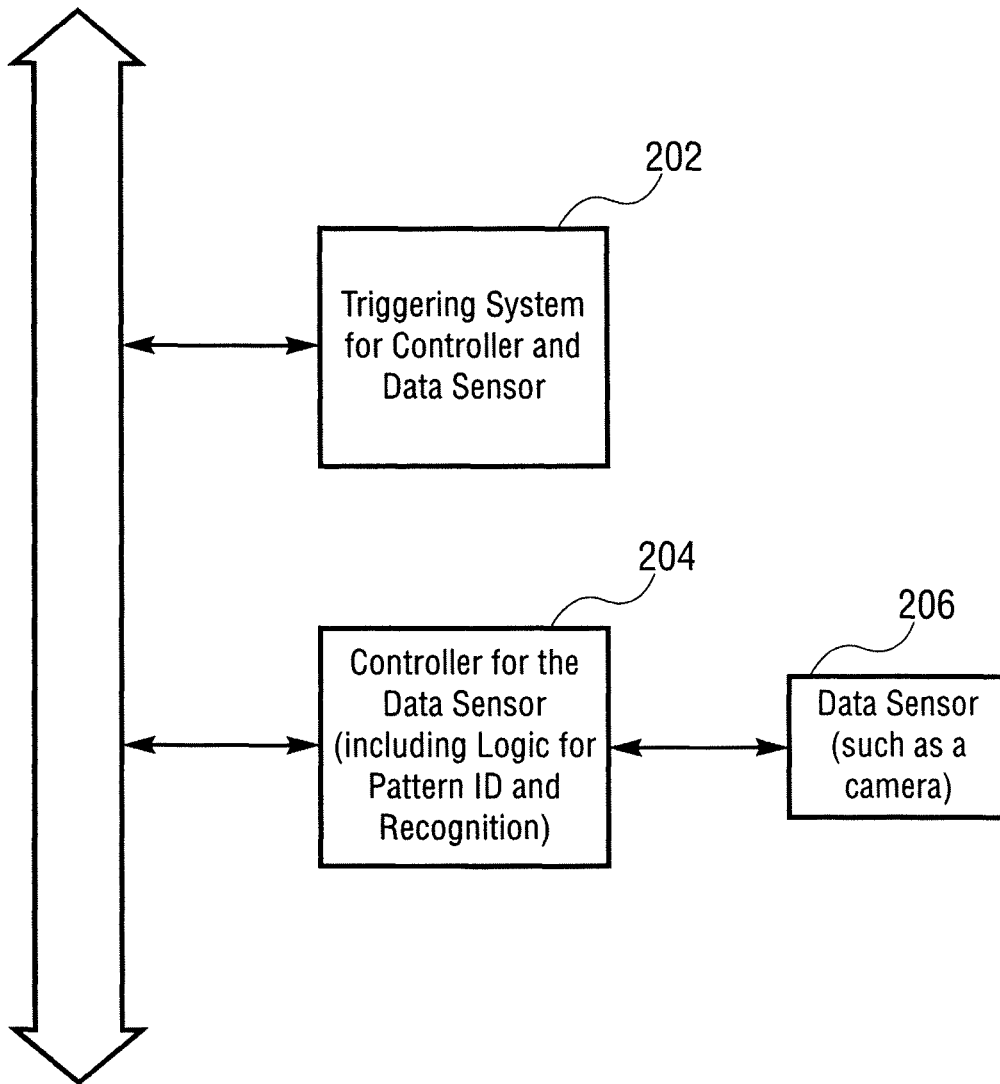 202
Triggering System
for Controller and
Data Sensor
204
Controller for the
Data Sensor
(including Logic for
Pattern ID and
Recognition)
206
Data Sensor
(such as a
camera)